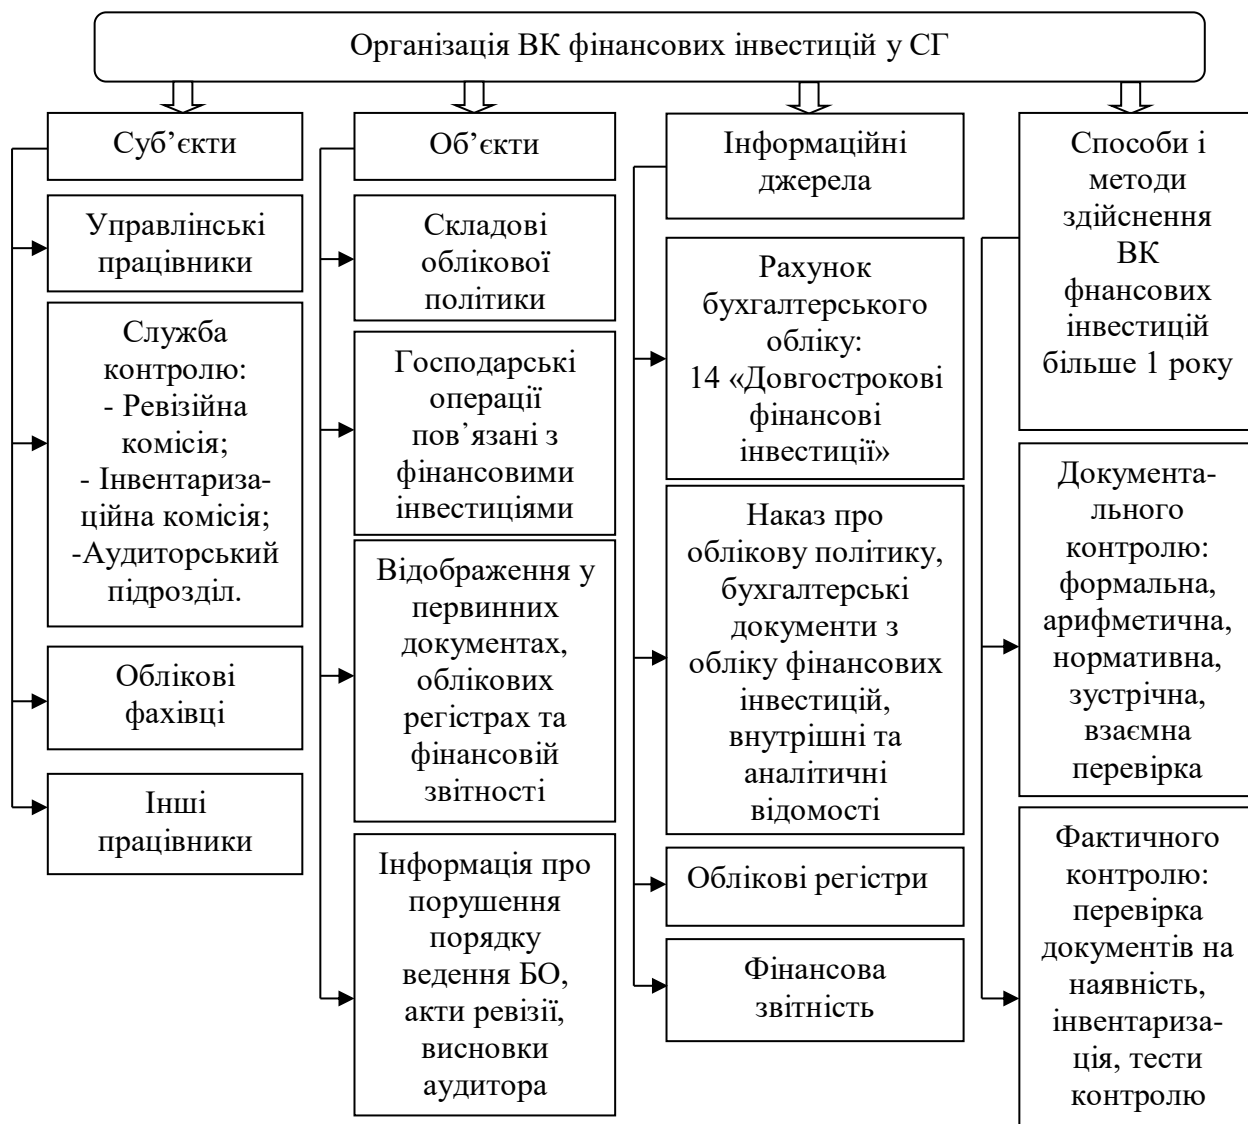 Організація ВК фінансових інвестицій у СГ
Суб’єкти
Управлінські
працівники
Служба
контролю:
- Ревізійна
комісія;
- Інвентариза-
ційна комісія;
-Аудиторський
підрозділ.
Облікові
фахівці
Інші
працівники
Об’єкти
Складові
облікової
політики
Господарські
операції
пов’язані з
фінансовими
інвестиціями
Відображення у
первинних
документах,
облікових
регістрах та
фінансовій
звітності
Інформація про
порушення
порядку
ведення БО,
акти ревізії,
висновки
аудитора
Інформаційні
джерела
Рахунок
бухгалтерського
обліку:
14 «Довгострокові
фінансові
інвестиції»
Наказ про
облікову політику,
бухгалтерські
документи з
обліку фінансових
інвестицій,
внутрішні та
аналітичні
відомості
Облікові регістри
Фінансова
звітність
Способи і
методи
здійснення
ВК
фнансових
інвестицій
більше 1 року
Документа-
льного
контролю:
формальна,
арифметична,
нормативна,
зустрічна,
взаємна
перевірка
Фактичного
контролю:
перевірка
документів на
наявність,
інвентариза-
ція, тести
контролю